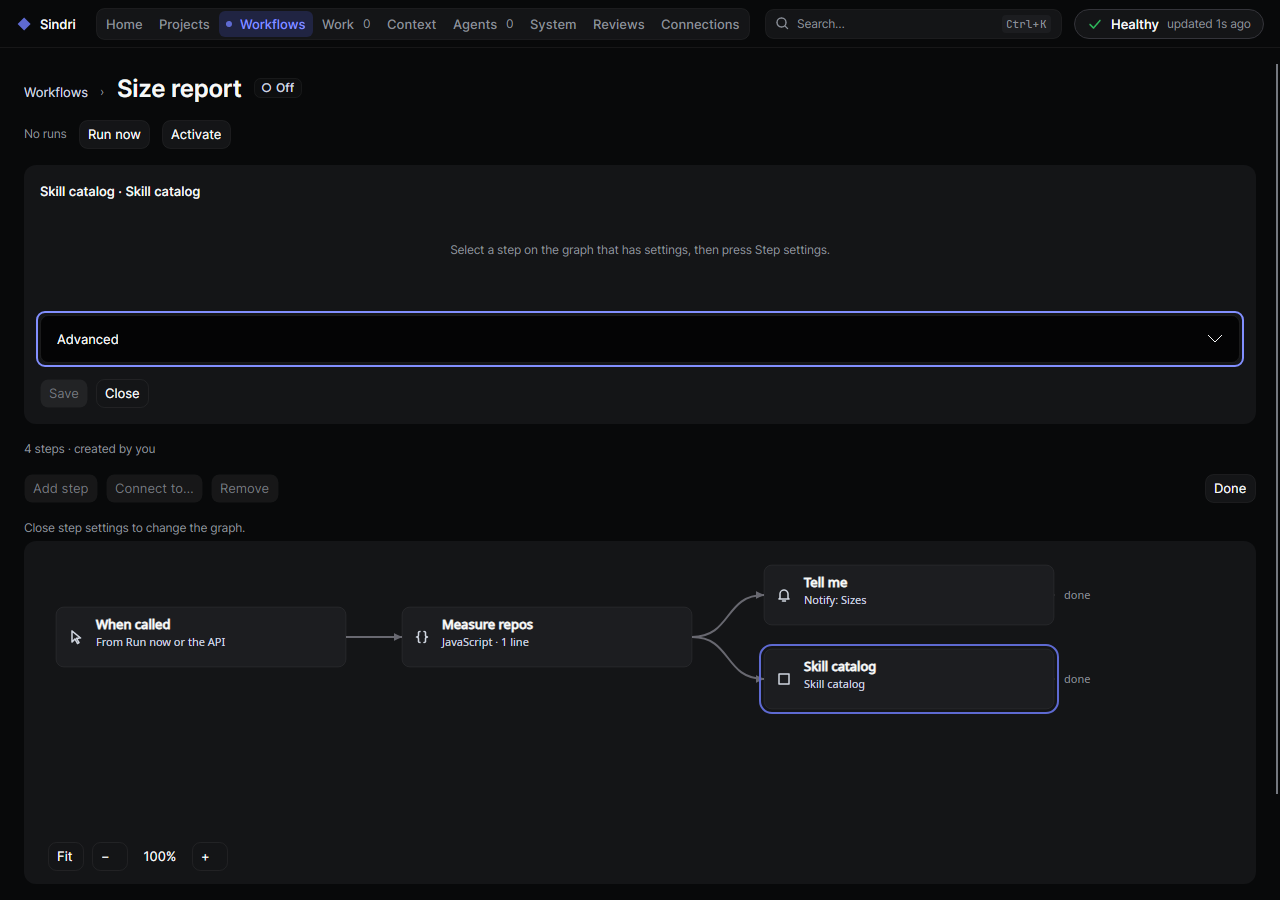 Sindri
Home Projects Workflows Work 0 Context Agents 0 System Reviews Connections
Search... Ctrl+K
Healthy updated 1s ago
Workflows › Size report Off
No runs Run now Activate
Skill catalog · Skill catalog
Select a step on the graph that has settings, then press Step settings.
Advanced
Save Close
4 steps · created by you
Add step Connect to... Remove Done
Close step settings to change the graph.
When called
From Run now or the API
{} Measure repos
JavaScript · 1 line
Tell me
Notify: Sizes
done
Skill catalog
Skill catalog
done
Fit − 100% +